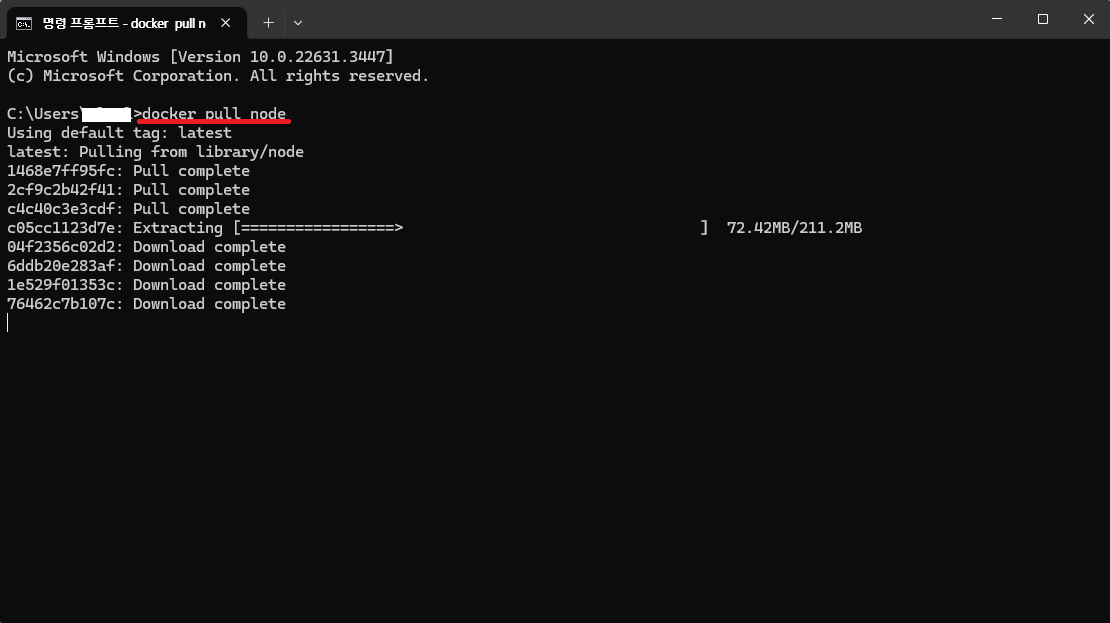 명령 프롬프트 - docker pull n
Microsoft Windows [Version 10.0.22631.3447]
(c) Microsoft Corporation. All rights reserved.
C:\Users\ >docker pull node
Using default tag: latest
latest: Pulling from library/node
1468e7ff95fc: Pull complete
2cf9c2b42f41: Pull complete
c4c40c3e3cdf: Pull complete
c05cc1123d7e: Extracting [=================> ] 72.42MB/211.2MB
04f2356c02d2: Download complete
6ddb20e283af: Download complete
1e529f01353c: Download complete
76462c7b107c: Download complete